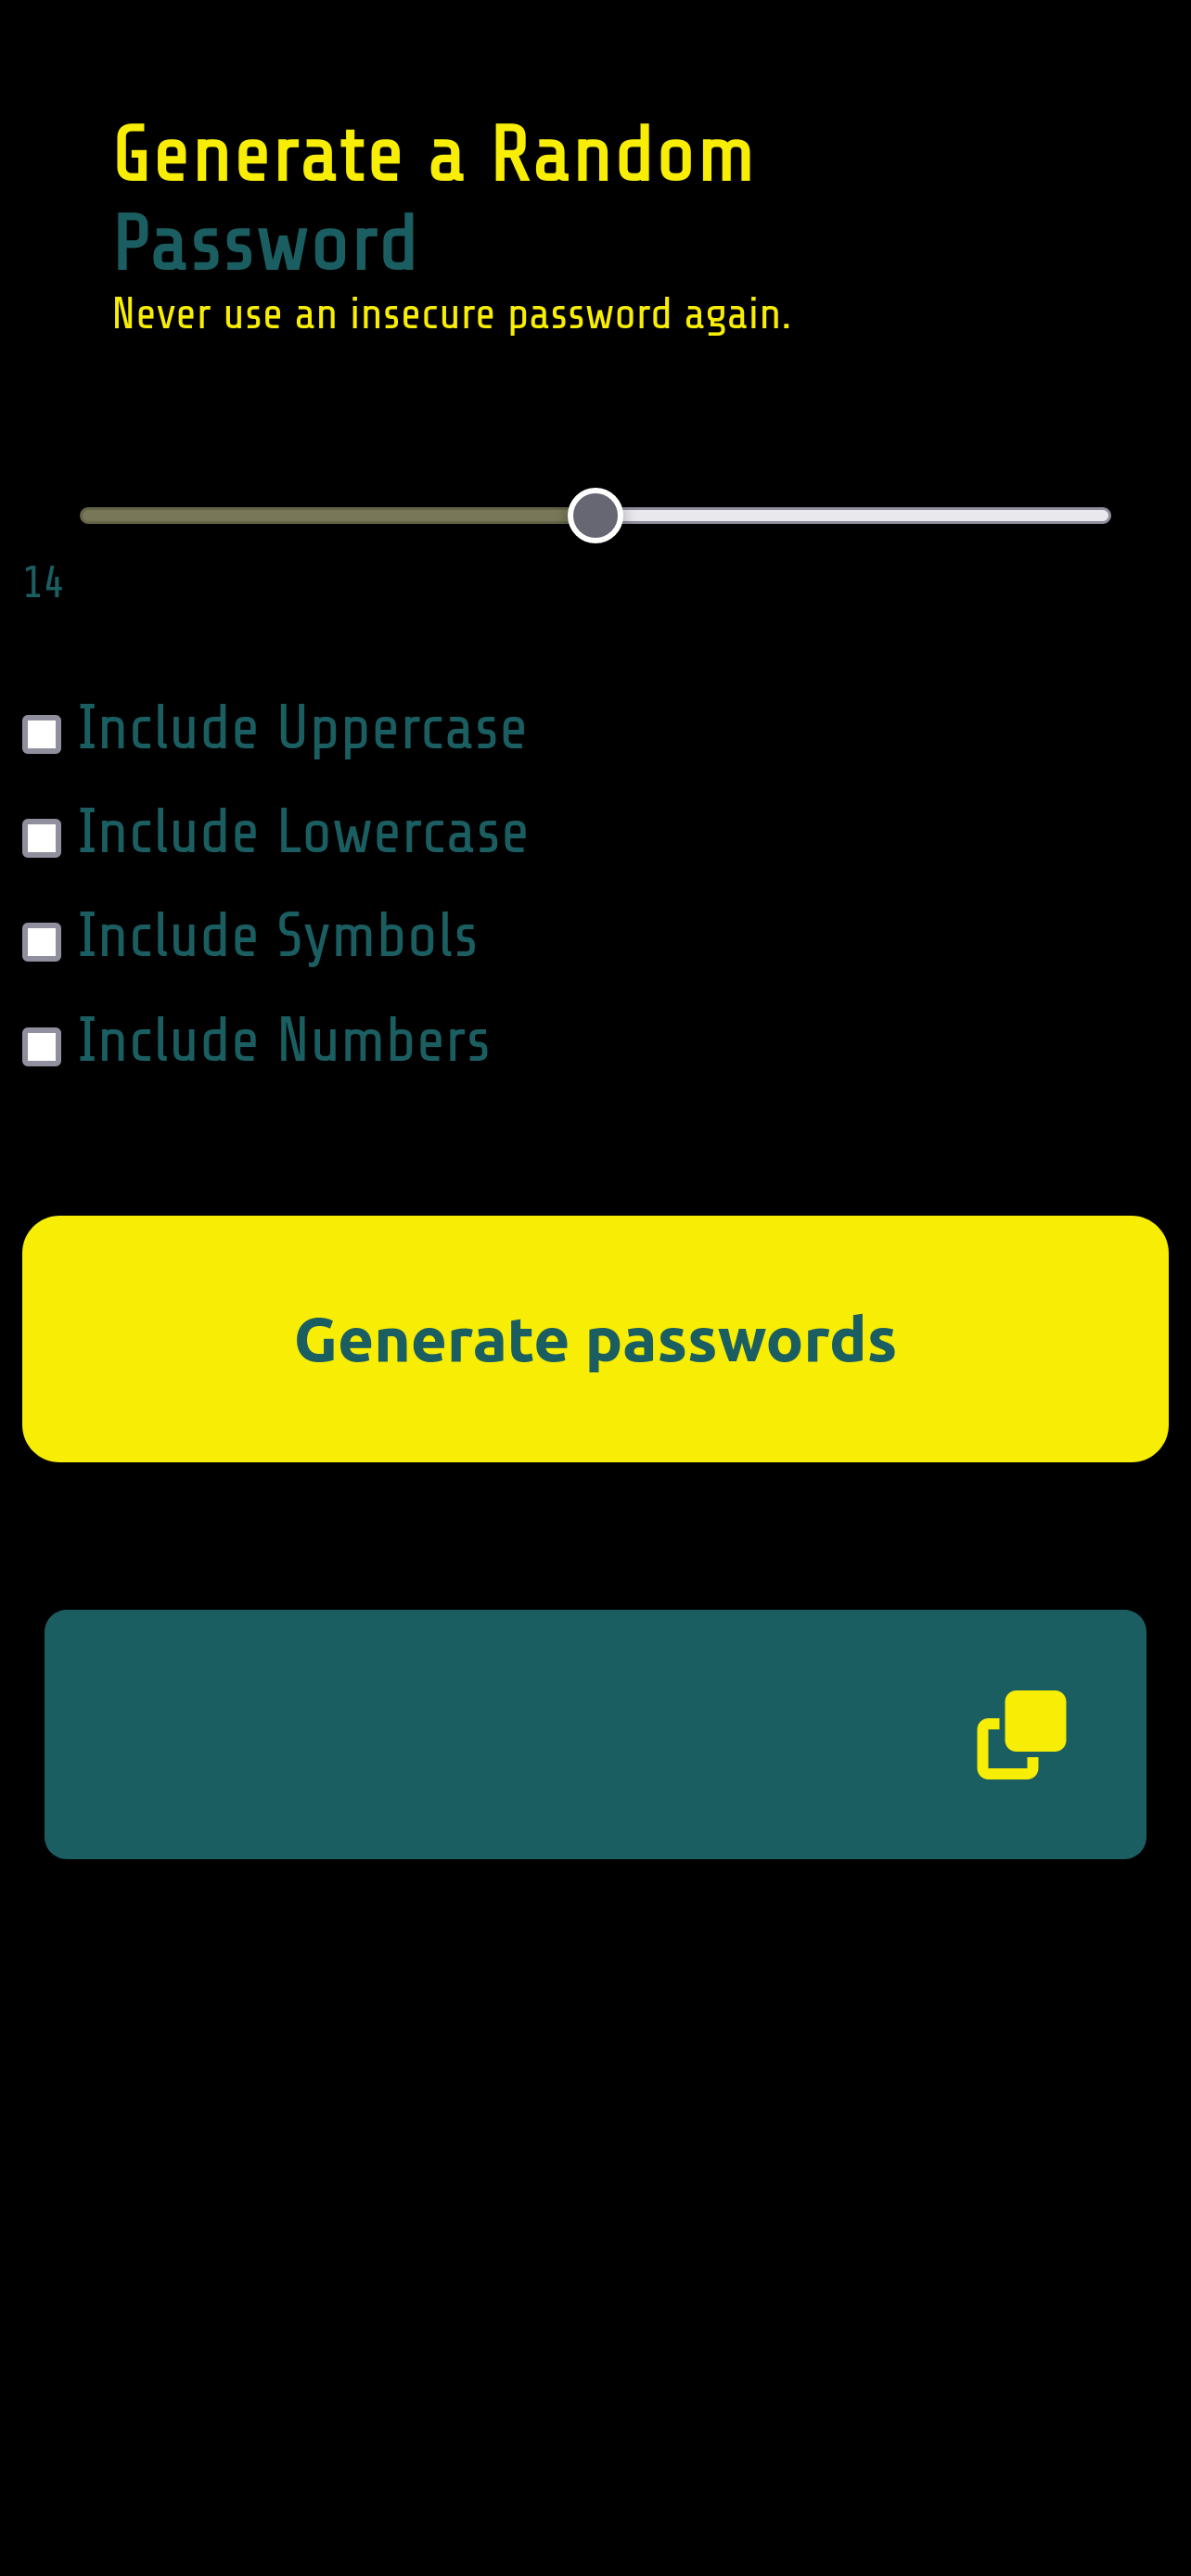 Generate a Random
Password
Never use an insecure password again.
14
Include Uppercase
Include Lowercase
Include Symbols
Include Numbers
Generate passwords